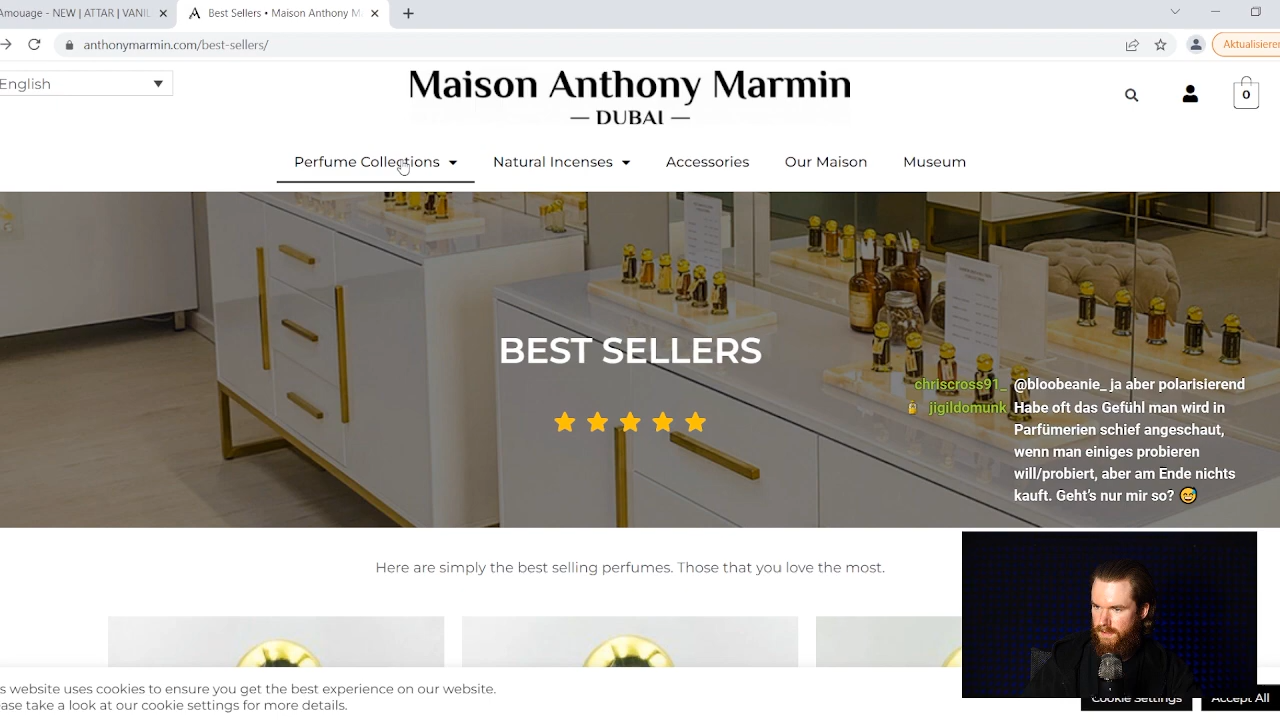 Amouage - NEW | ATTAR | VANIL
Best Sellers • Maison Anthony M
anthonymarmin.com/best-sellers/
Aktualisieren
English
Maison Anthony Marmin
— DUBAI —
0
Perfume Collections
Natural Incenses
Accessories
Our Maison
Museum
BEST SELLERS
chriscross91_ @bloobeanie_ ja aber polarisierend
jigildomunk Habe oft das Gefühl man wird in
Parfümerien schief angeschaut,
wenn man einiges probieren
will/probiert, aber am Ende nichts
kauft. Geht's nur mir so? 😅
Here are simply the best selling perfumes. Those that you love the most.
s website uses cookies to ensure you get the best experience on our website.
ase take a look at our cookie settings for more details.
Cookie Settings
Accept All